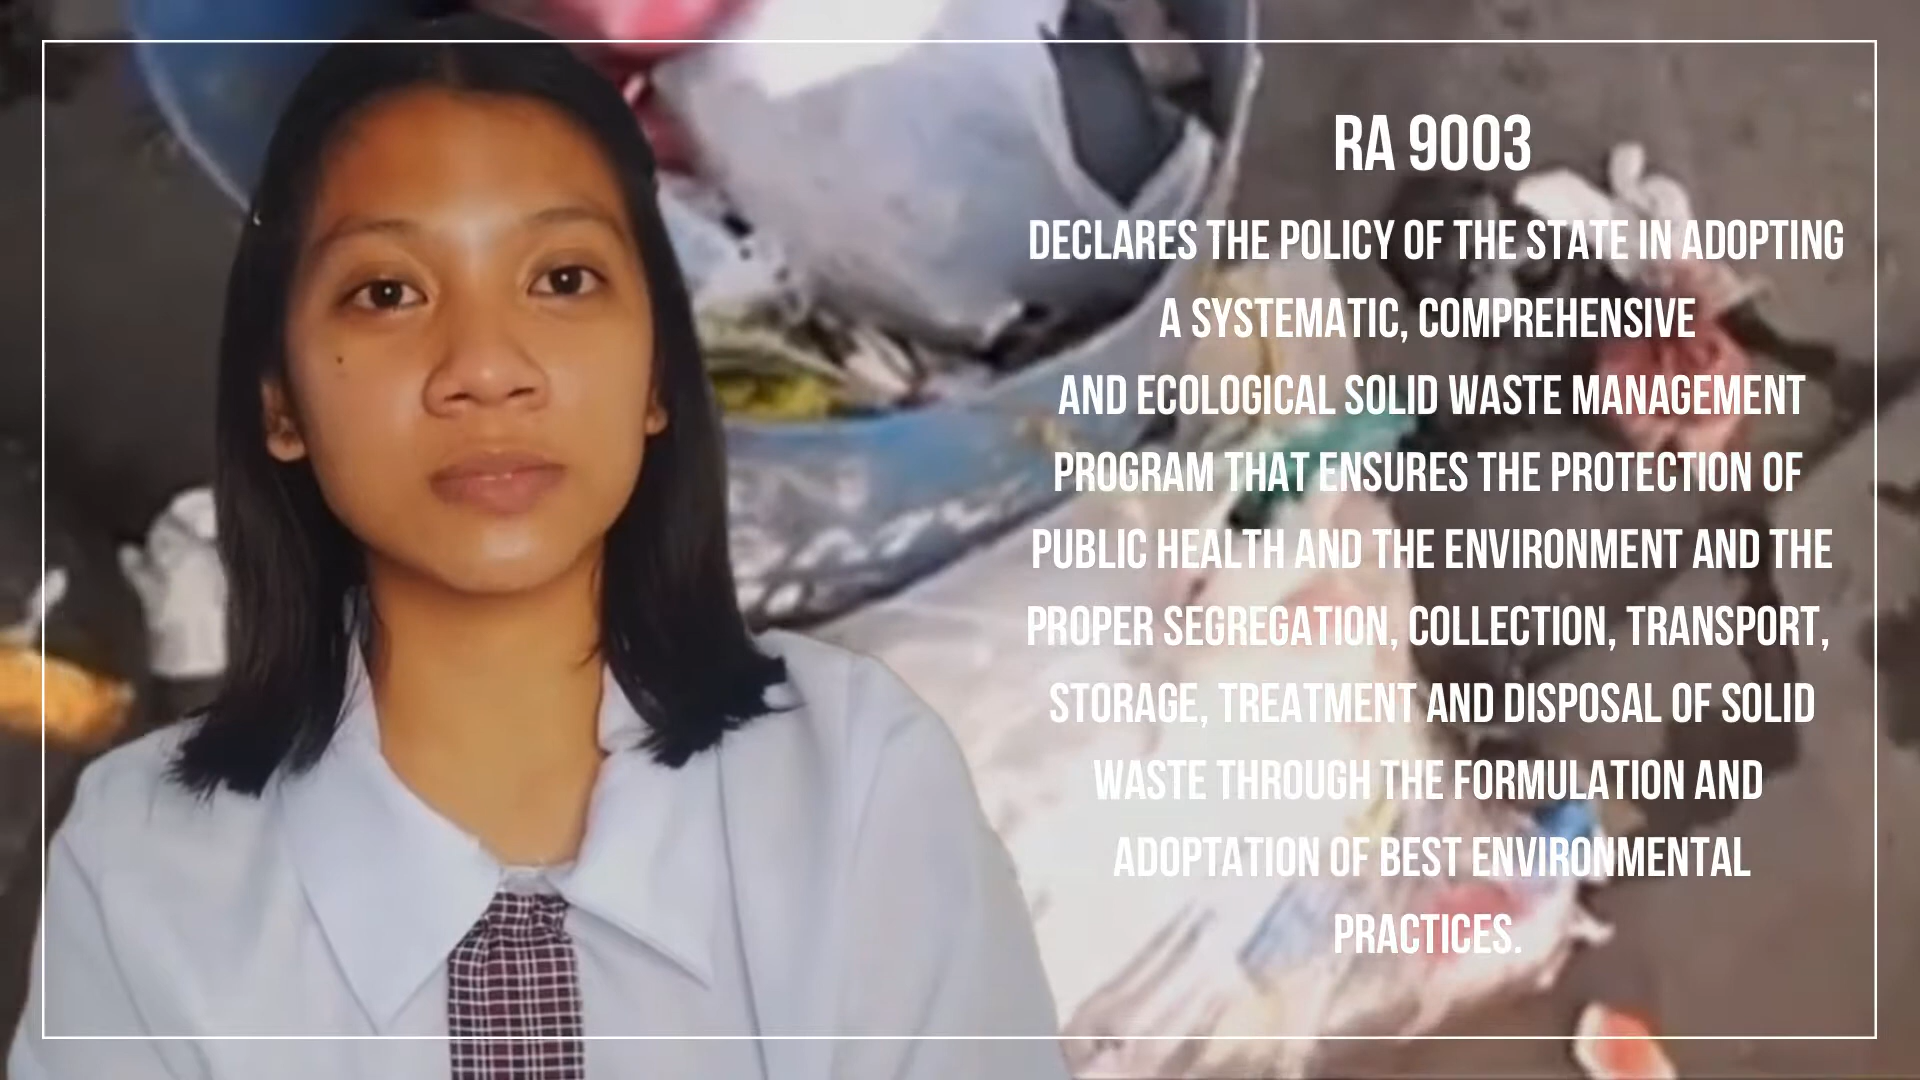 RA 9003
DECLARES THE POLICY OF THE STATE IN ADOPTING
A SYSTEMATIC, COMPREHENSIVE
AND ECOLOGICAL SOLID WASTE MANAGEMENT
PROGRAM THAT ENSURES THE PROTECTION OF
PUBLIC HEALTH AND THE ENVIRONMENT AND THE
PROPER SEGREGATION, COLLECTION, TRANSPORT,
STORAGE, TREATMENT AND DISPOSAL OF SOLID
WASTE THROUGH THE FORMULATION AND
ADOPTATION OF BEST ENVIRONMENTAL
PRACTICES.